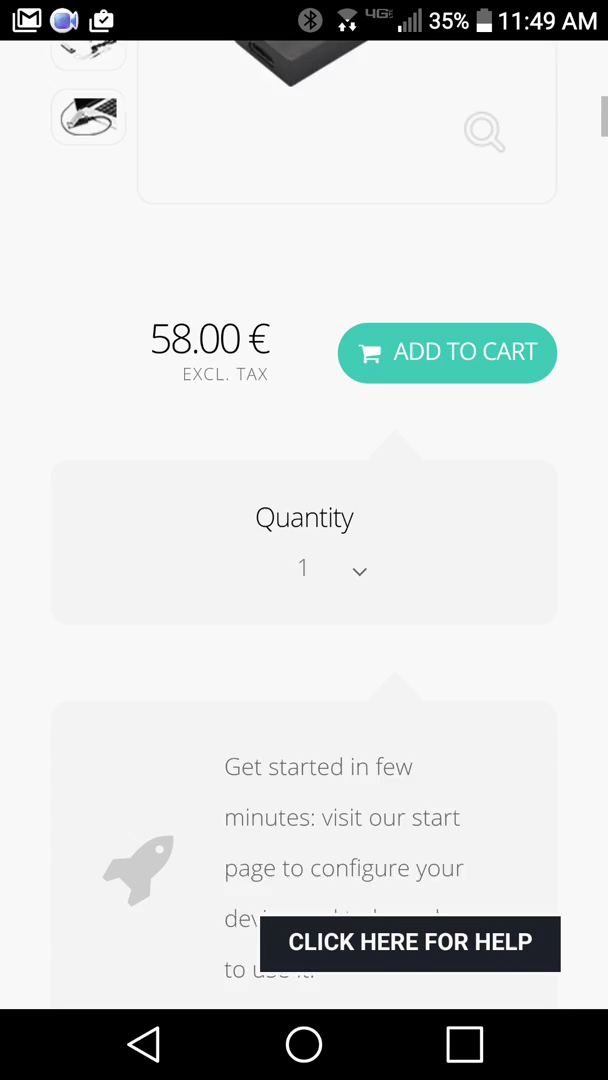 4G 35% 11:49 AM
58.00 €
EXCL. TAX
ADD TO CART
Quantity
1
Get started in few
minutes: visit our start
page to configure your
CLICK HERE FOR HELP